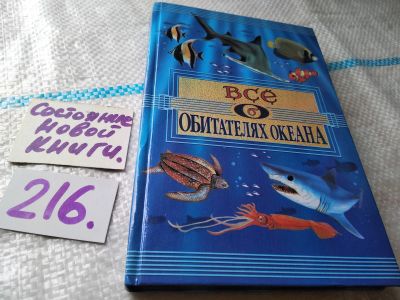 Состояние
новой
книги.
216.
ВСЁ
О
ОБИТАТЕЛЯХ ОКЕАНА